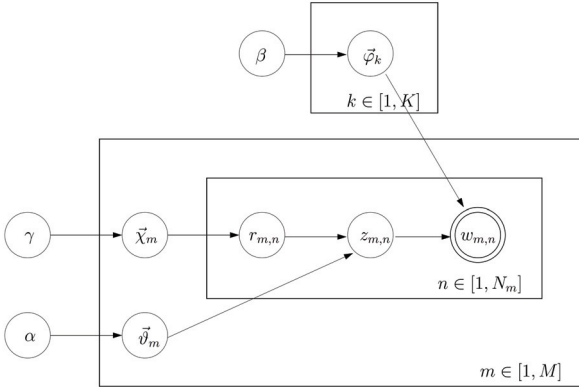 β
φ⃗_k
k ∈ [1, K]
γ
χ⃗_m
r_{m,n}
z_{m,n}
w_{m,n}
n ∈ [1, N_m]
α
ϑ⃗_m
m ∈ [1, M]